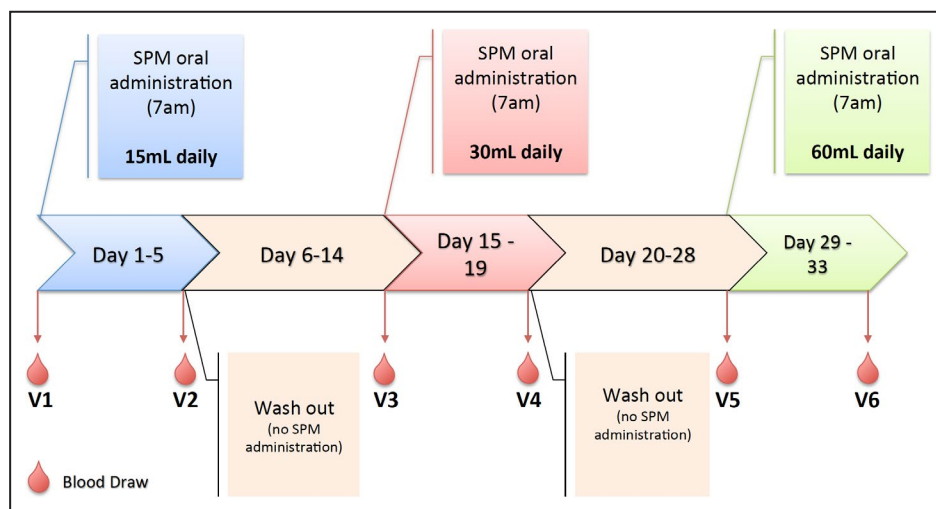 SPM oral
administration
(7am)
15mL daily
SPM oral
administration
(7am)
30mL daily
SPM oral
administration
(7am)
60mL daily
Day 1-5
Day 6-14
Day 15 -
19
Day 20-28
Day 29 -
33
V1
V2
V3
V4
V5
V6
Wash out
(no SPM
administration)
Wash out
(no SPM
administration)
Blood Draw